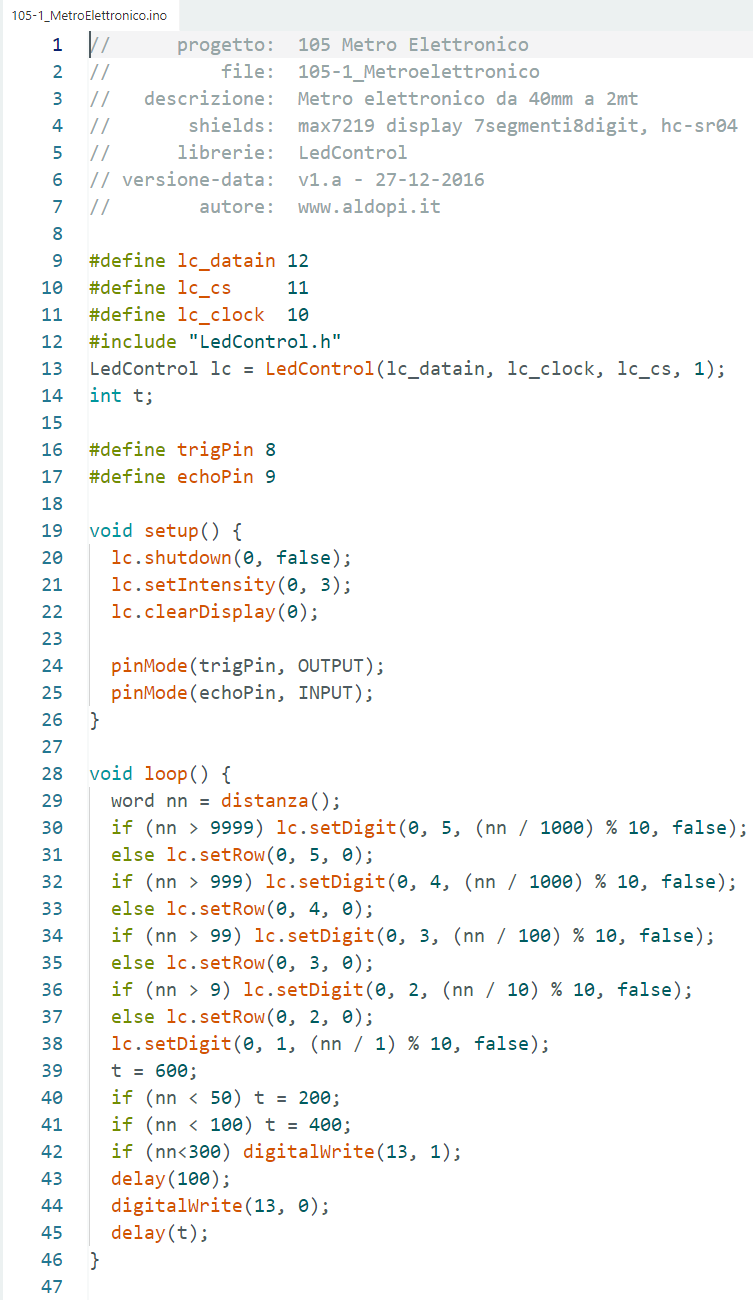 105-1_MetroElettronico.ino
1 //      progetto:  105 Metro Elettronico
2 //          file:  105-1_Metroelettronico
3 //   descrizione:  Metro elettronico da 40mm a 2mt
4 //       shields:  max7219 display 7segmenti8digit, hc-sr04
5 //      librerie:  LedControl
6 // versione-data:  v1.a - 27-12-2016
7 //        autore:  www.aldopi.it
8
9 #define lc_datain 12
10 #define lc_cs     11
11 #define lc_clock  10
12 #include "LedControl.h"
13 LedControl lc = LedControl(lc_datain, lc_clock, lc_cs, 1);
14 int t;
15
16 #define trigPin 8
17 #define echoPin 9
18
19 void setup() {
20   lc.shutdown(0, false);
21   lc.setIntensity(0, 3);
22   lc.clearDisplay(0);
23
24   pinMode(trigPin, OUTPUT);
25   pinMode(echoPin, INPUT);
26 }
27
28 void loop() {
29   word nn = distanza();
30   if (nn > 9999) lc.setDigit(0, 5, (nn / 1000) % 10, false);
31   else lc.setRow(0, 5, 0);
32   if (nn > 999) lc.setDigit(0, 4, (nn / 1000) % 10, false);
33   else lc.setRow(0, 4, 0);
34   if (nn > 99) lc.setDigit(0, 3, (nn / 100) % 10, false);
35   else lc.setRow(0, 3, 0);
36   if (nn > 9) lc.setDigit(0, 2, (nn / 10) % 10, false);
37   else lc.setRow(0, 2, 0);
38   lc.setDigit(0, 1, (nn / 1) % 10, false);
39   t = 600;
40   if (nn < 50) t = 200;
41   if (nn < 100) t = 400;
42   if (nn<300) digitalWrite(13, 1);
43   delay(100);
44   digitalWrite(13, 0);
45   delay(t);
46 }
47